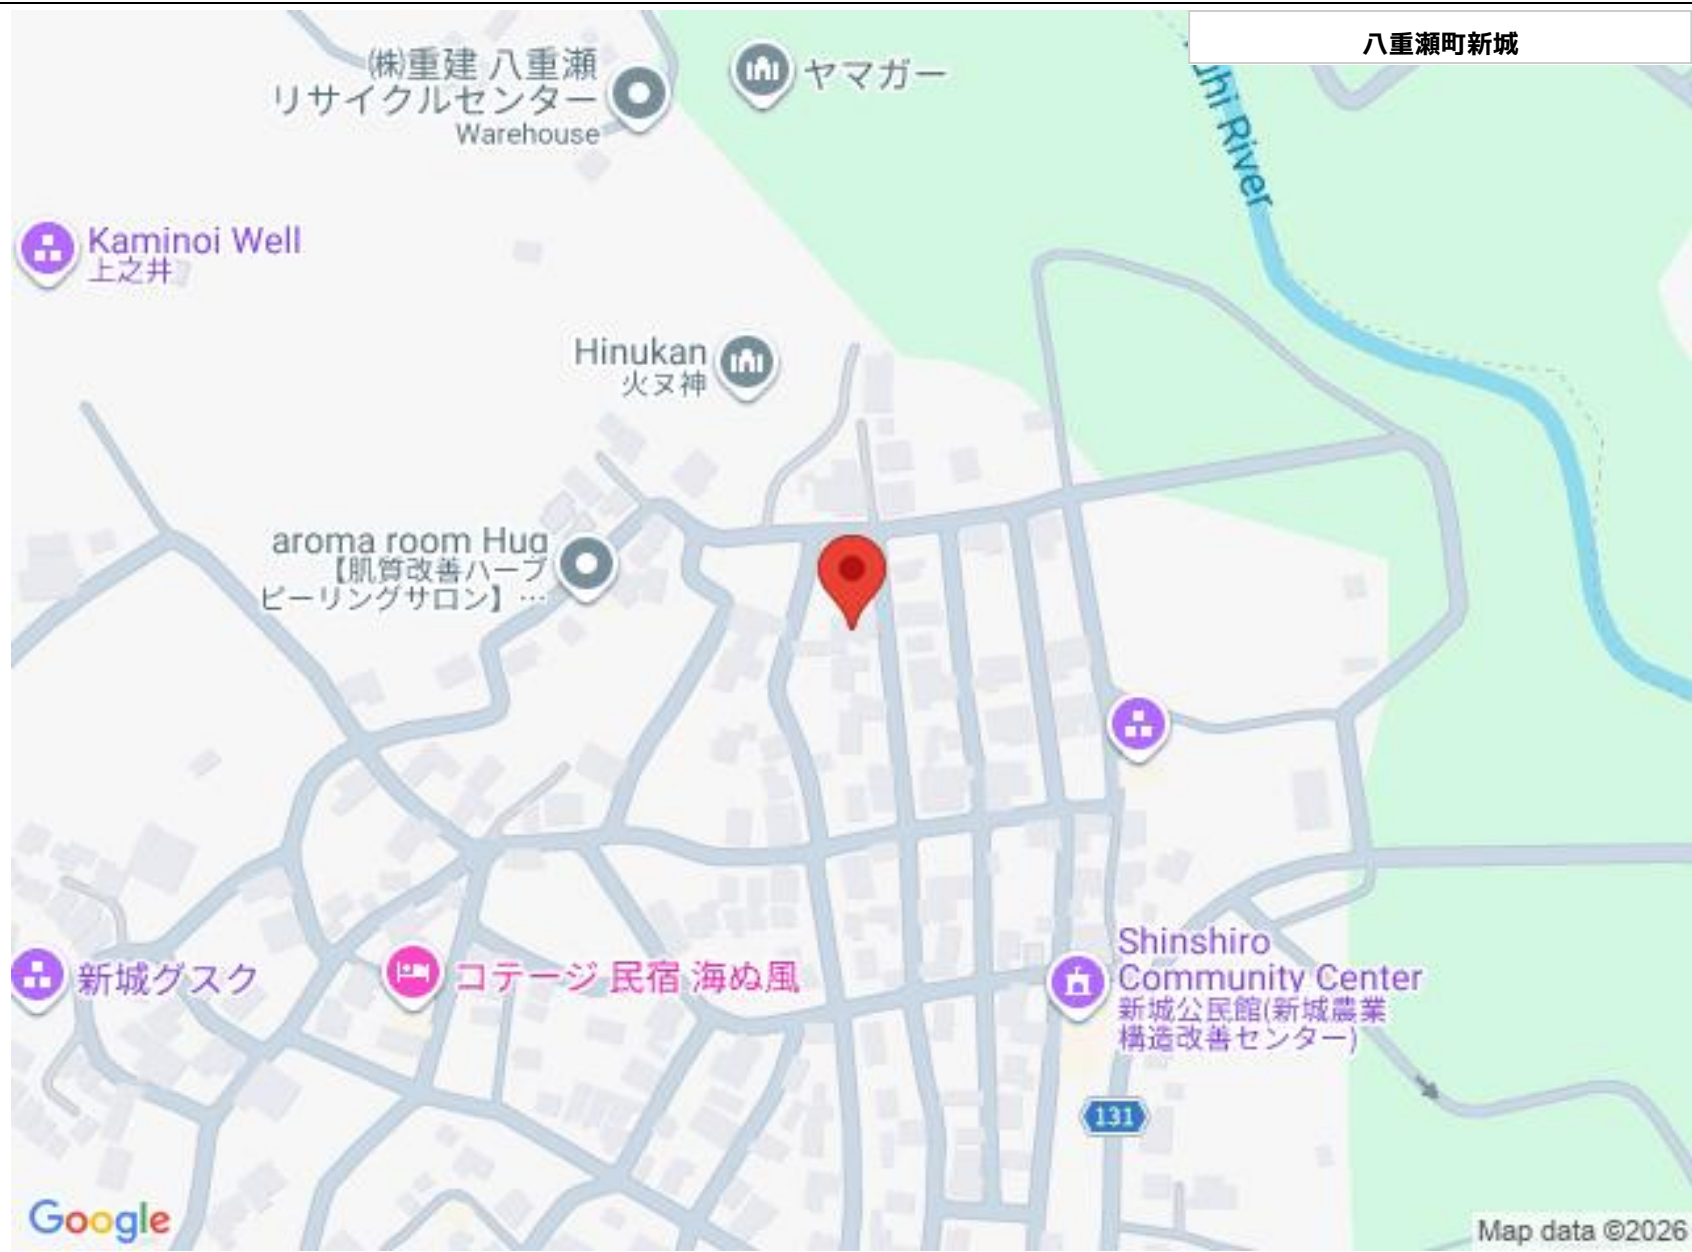 八重瀬町新城
㈱重建 八重瀬
リサイクルセンター
Warehouse
ヤマガー
uhi River
Kaminoi Well
上之井
Hinukan
火ヌ神
aroma room Hug
【肌質改善ハーブ
ピーリングサロン】…
新城グスク
コテージ 民宿 海ぬ風
Shinshiro
Community Center
新城公民館(新城農業
構造改善センター)
131
Google
Map data ©2026